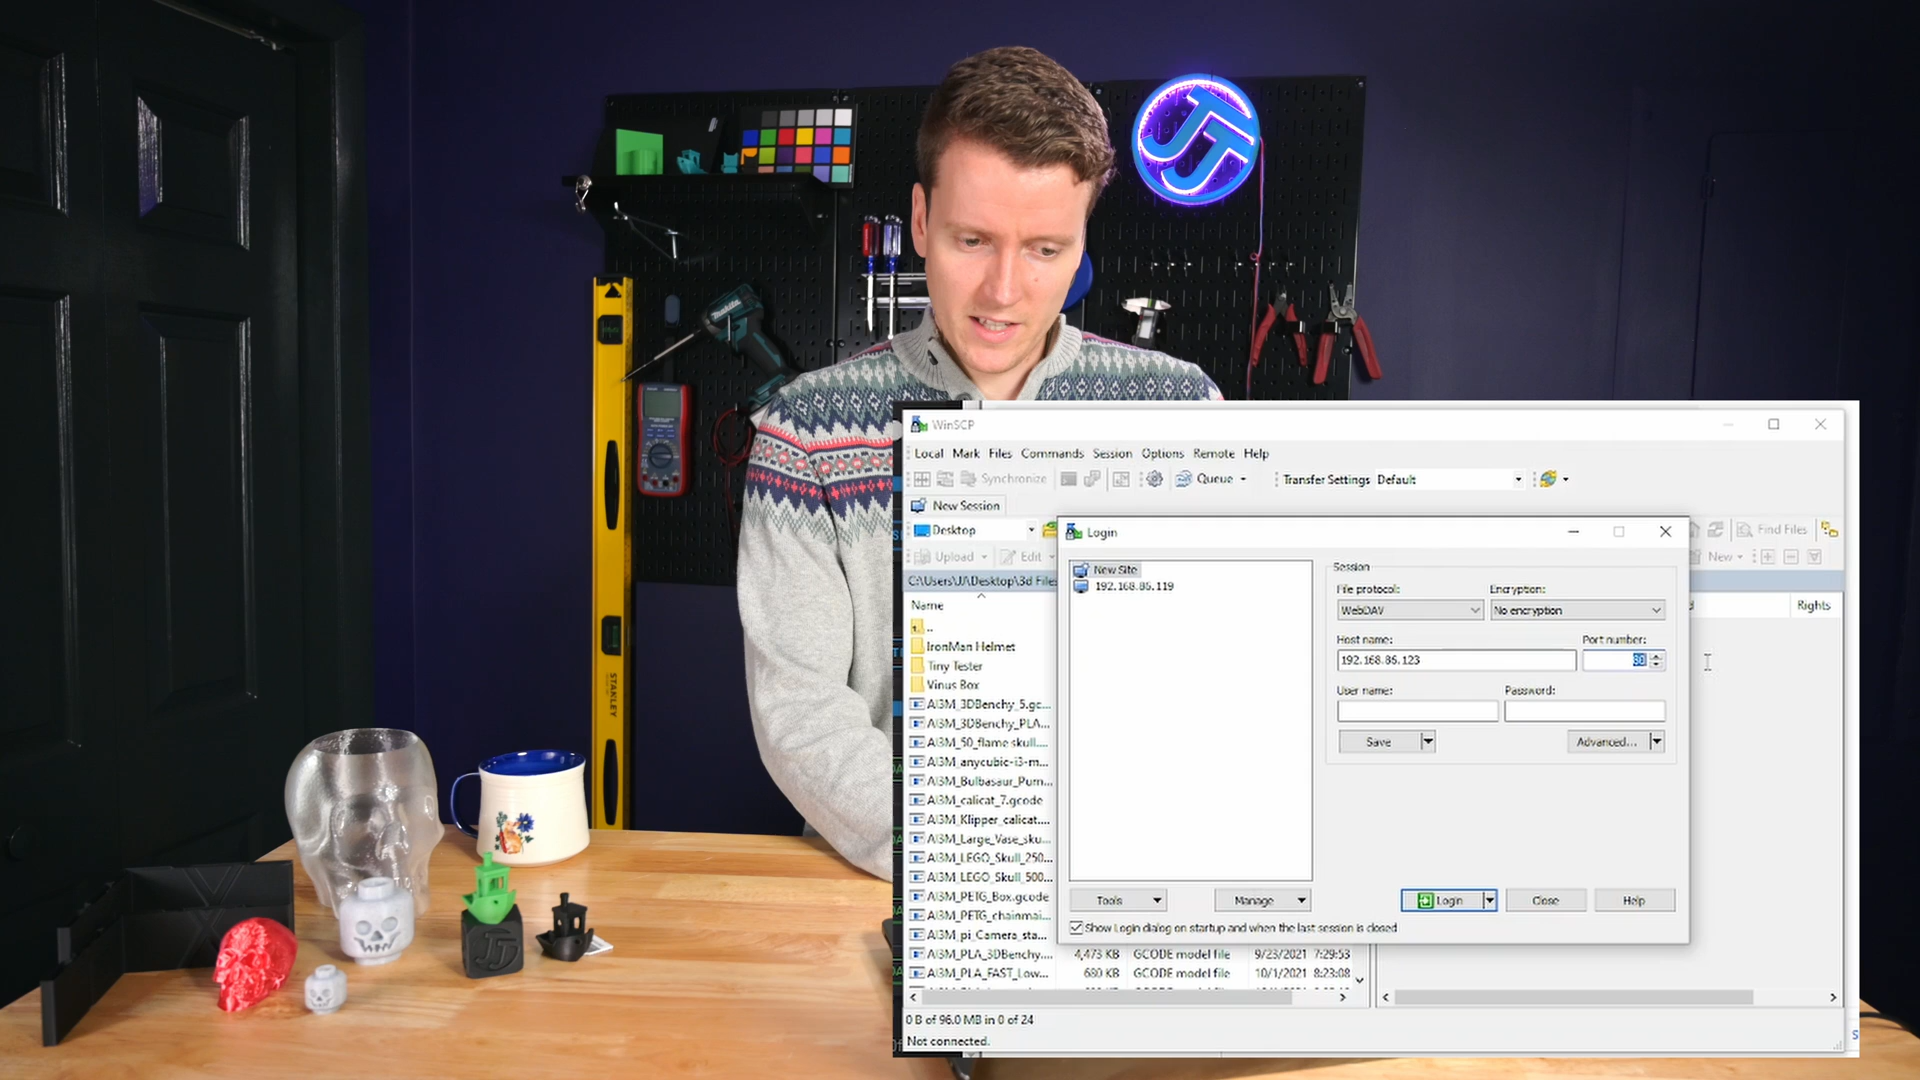 JJ
makita
STANLEY
JJ
WinSCP
Local Mark Files Commands Session Options Remote Help
Synchronize
Queue
Transfer Settings Default
New Session
Desktop
Find Files
Upload
Edit
New
C:\Users\JJ\Desktop\3d Files
Name
Rights
..
IronMan Helmet
Tiny Tester
Vinus Box
AI3M_3DBenchy_5.gc...
AI3M_3DBenchy_PLA...
AI3M_50_flame skull....
AI3M_anycubic-i3-m...
AI3M_Bulbasaur_Pum...
AI3M_calicat_7.gcode
AI3M_Klipper_calicat....
AI3M_Large_Vase_sku...
AI3M_LEGO_Skull_250...
AI3M_LEGO_Skull_500...
AI3M_PETG_Box.gcode
AI3M_PETG_chainmai...
AI3M_pi_Camera_sta...
AI3M_PLA_3DBenchy.... 4,473 KB GCODE model file 9/23/2021 7:29:53
AI3M_PLA_FAST_Low... 680 KB GCODE model file 10/1/2021 8:23:08
0 B of 96.0 MB in 0 of 24
Not connected.
Login
New Site
192.168.86.119
Session
File protocol:
Encryption:
WebDAV
No encryption
Host name:
Port number:
192.168.86.123
80
User name:
Password:
Save
Advanced...
Tools
Manage
Login
Close
Help
Show Login dialog on startup and when the last session is closed